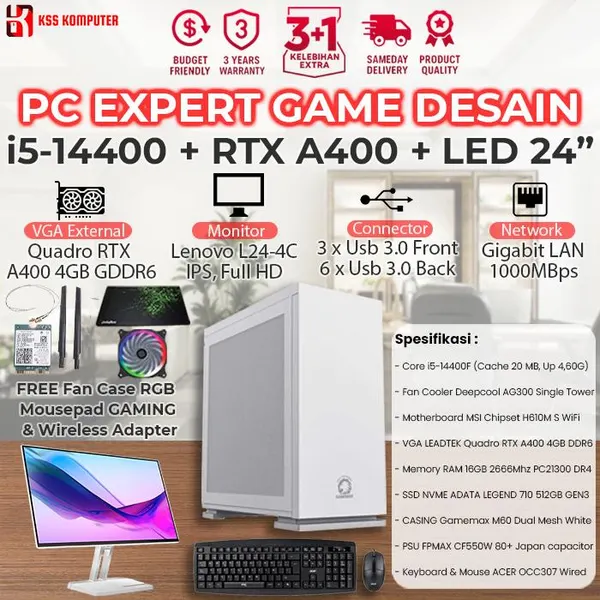 KSS KOMPUTER
BUDGET
FRIENDLY
3
3 YEARS
WARRANTY
3+1
KELEBIHAN
EXTRA
SAMEDAY
DELIVERY
PRODUCT
QUALITY
PC EXPERT GAME DESAIN
i5-14400 + RTX A400 + LED 24”
VGA External
Quadro RTX
A400 4GB GDDR6
Monitor
Lenovo L24-4C
IPS, Full HD
Connector
3 x Usb 3.0 Front
6 x Usb 3.0 Back
Network
Gigabit LAN
1000MBps
FREE Fan Case RGB
Mousepad GAMING
& Wireless Adapter
Spesifikasi :
- Core i5-14400F (Cache 20 MB, Up 4,60G)
- Fan Cooler Deepcool AG300 Single Tower
- Motherboard MSI Chipset H610M S WiFi
- VGA LEADTEK Quadro RTX A400 4GB DDR6
- Memory RAM 16GB 2666Mhz PC21300 DR4
- SSD NVME ADATA LEGEND 710 512GB GEN3
- CASING Gamemax M60 Dual Mesh White
- PSU FPMAX CF550W 80+ Japan capacitor
- Keyboard & Mouse ACER OCC307 Wired